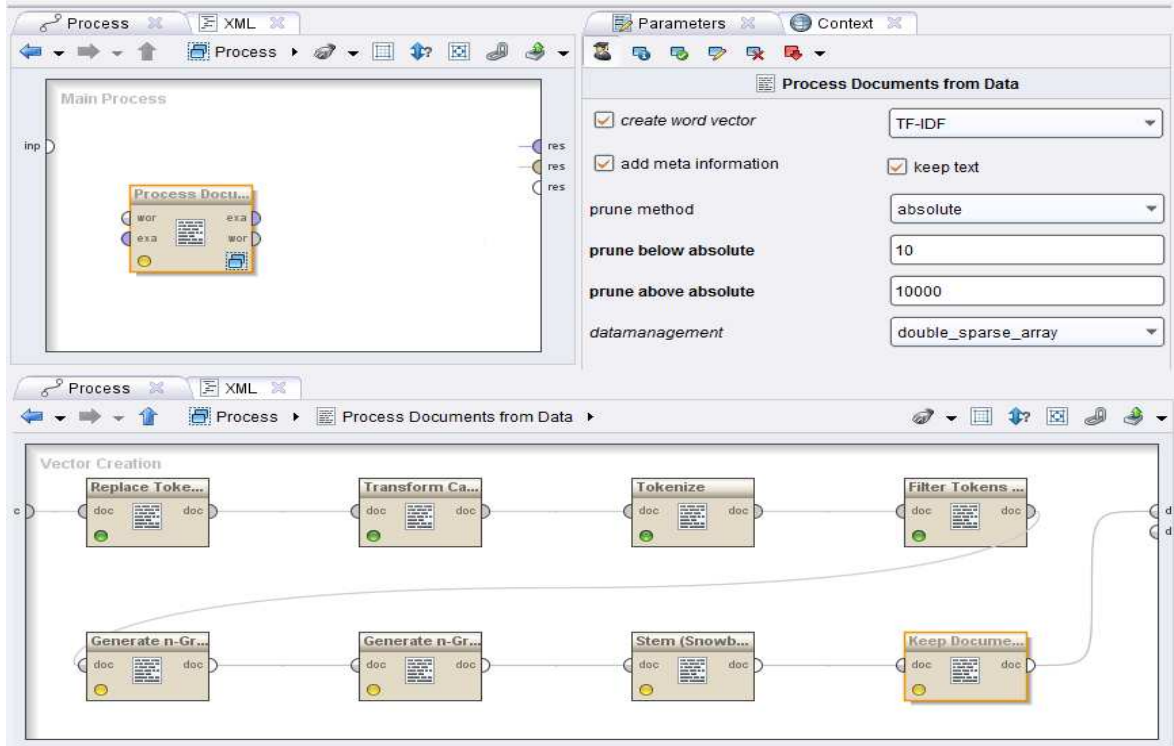 Process XML
Process
Main Process
inp
res
res
res
Process Docu...
wor exa
exa wor
Parameters Context
Process Documents from Data
create word vector TF-IDF
add meta information keep text
prune method absolute
prune below absolute 10
prune above absolute 10000
datamanagement double_sparse_array
Process XML
Process Process Documents from Data
Vector Creation
Replace Toke... Transform Ca... Tokenize Filter Tokens ...
c doc doc doc doc doc doc doc doc d
d
Generate n-Gr... Generate n-Gr... Stem (Snowb... Keep Docume...
doc doc doc doc doc doc doc doc